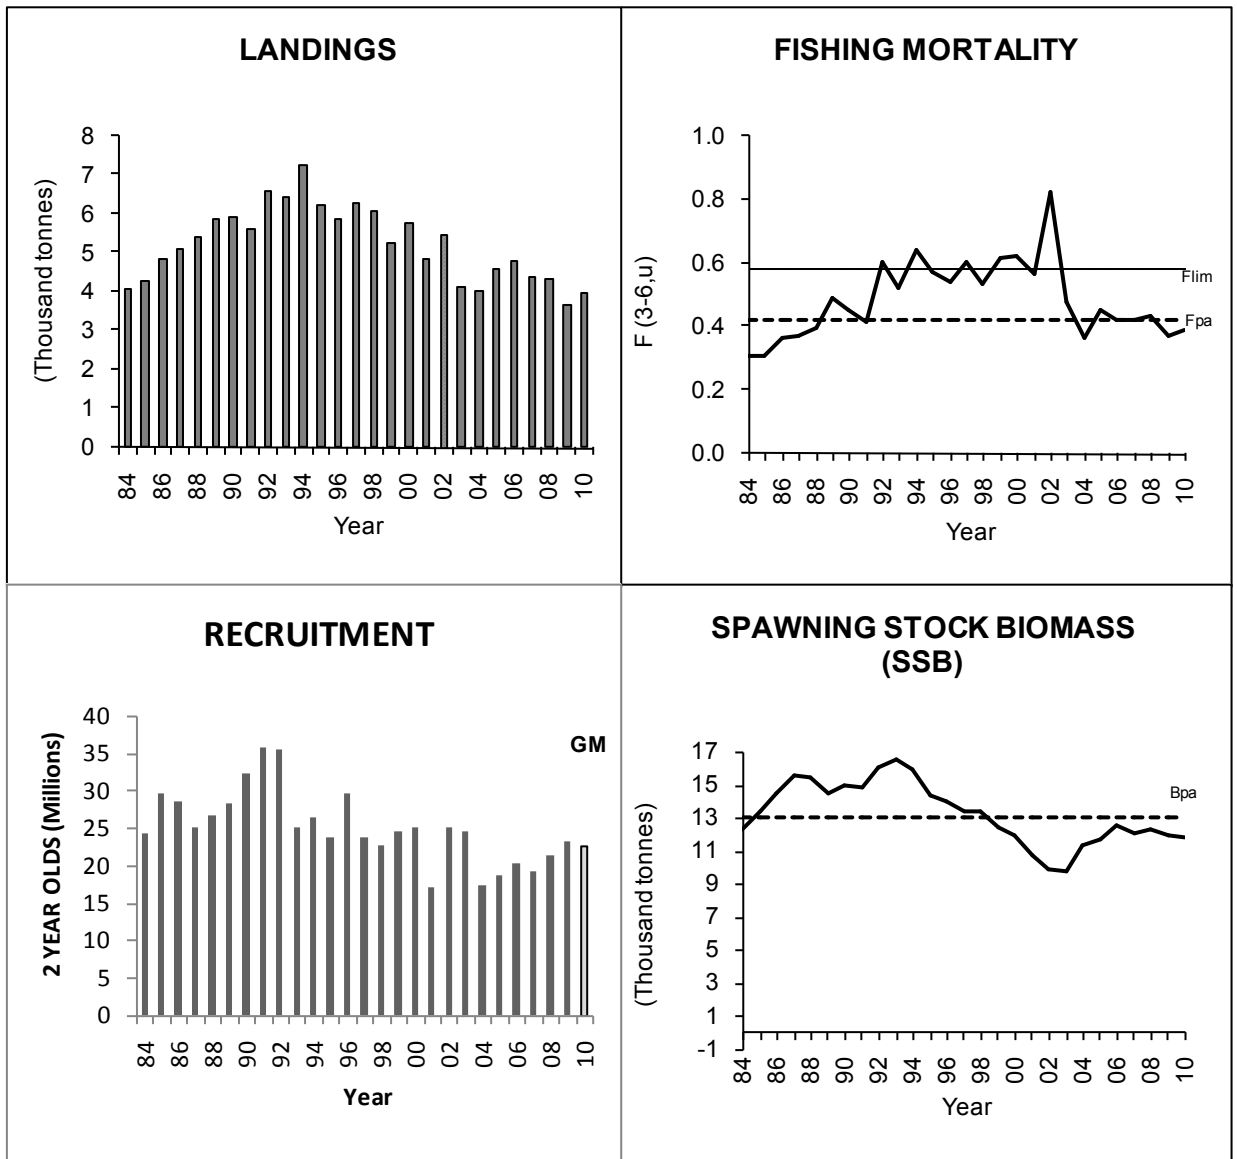 LANDINGS
(Thousand tonnes)
8
7
6
5
4
3
2
1
0
84 86 88 90 92 94 96 98 00 02 04 06 08 10
Year
FISHING MORTALITY
F (3-6,u)
1.0
0.8
0.6
0.4
0.2
0.0
Flim
Fpa
84 86 88 90 92 94 96 98 00 02 04 06 08 10
Year
RECRUITMENT
2 YEAR OLDS (Millions)
40
35
30
25
20
15
10
5
0
GM
84 86 88 90 92 94 96 98 00 02 04 06 08 10
Year
SPAWNING STOCK BIOMASS
(SSB)
(Thousand tonnes)
17
15
13
11
9
7
5
3
1
-1
Bpa
84 86 88 90 92 94 96 98 00 02 04 06 08 10
Year